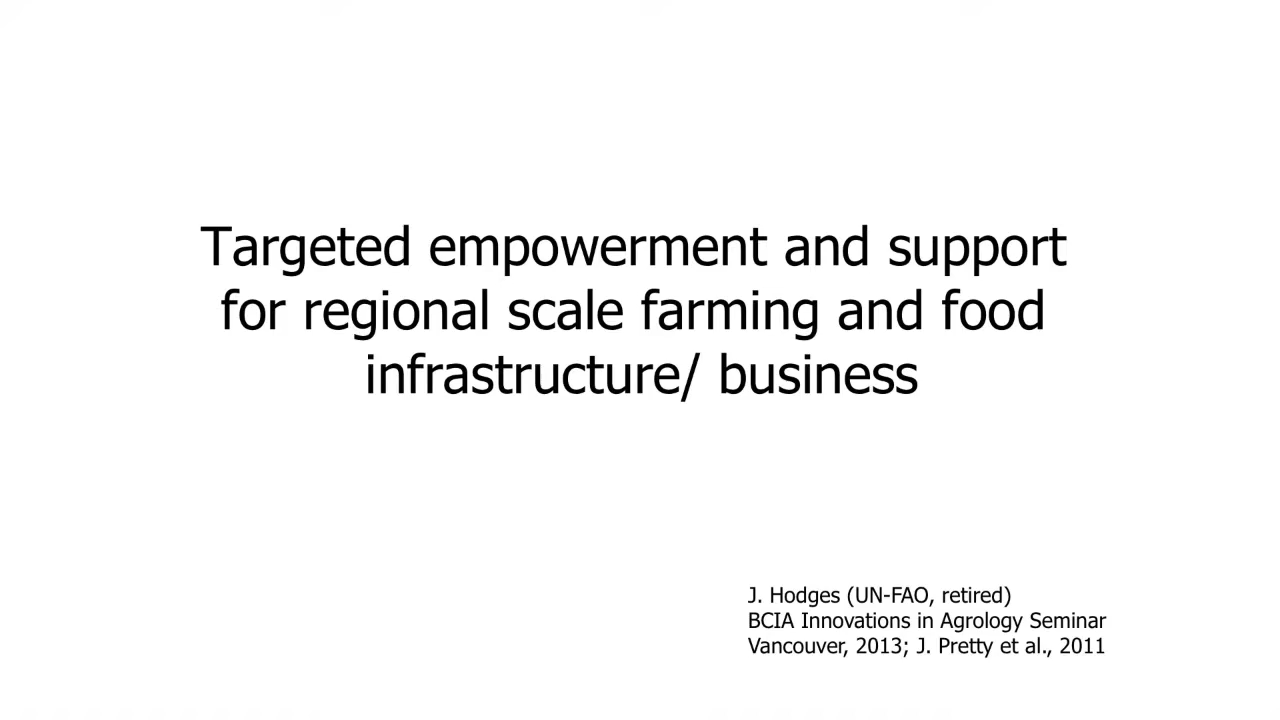 Targeted empowerment and support
for regional scale farming and food
infrastructure/ business
J. Hodges (UN-FAO, retired)
BCIA Innovations in Agrology Seminar
Vancouver, 2013; J. Pretty et al., 2011